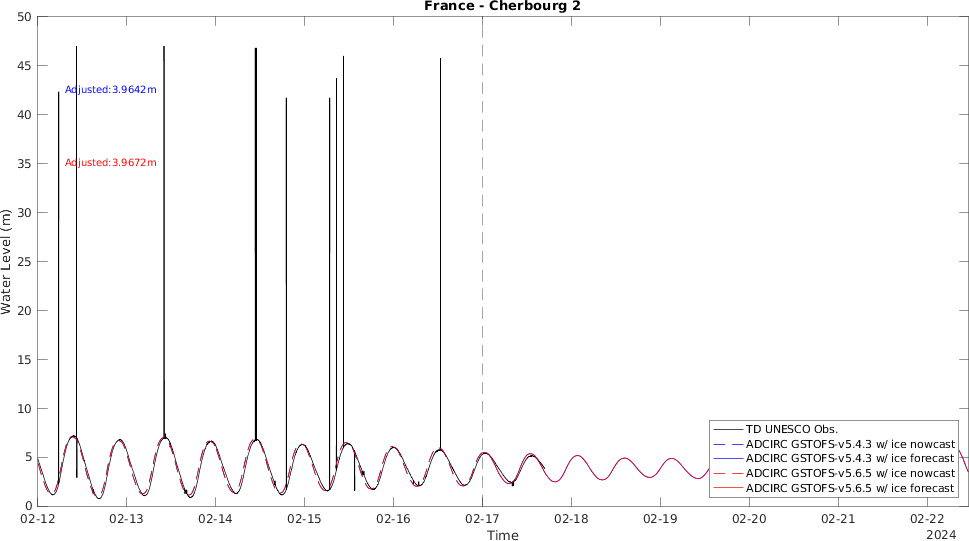 France - Cherbourg 2
50
45
40
35
30
25
20
15
10
5
0
Water Level (m)
Adjusted:3.9642m
Adjusted:3.9672m
TD UNESCO Obs.
ADCIRC GSTOFS-v5.4.3 w/ ice nowcast
ADCIRC GSTOFS-v5.4.3 w/ ice forecast
ADCIRC GSTOFS-v5.6.5 w/ ice nowcast
ADCIRC GSTOFS-v5.6.5 w/ ice forecast
02-12 02-13 02-14 02-15 02-16 02-17 02-18 02-19 02-20 02-21 02-22
Time
2024